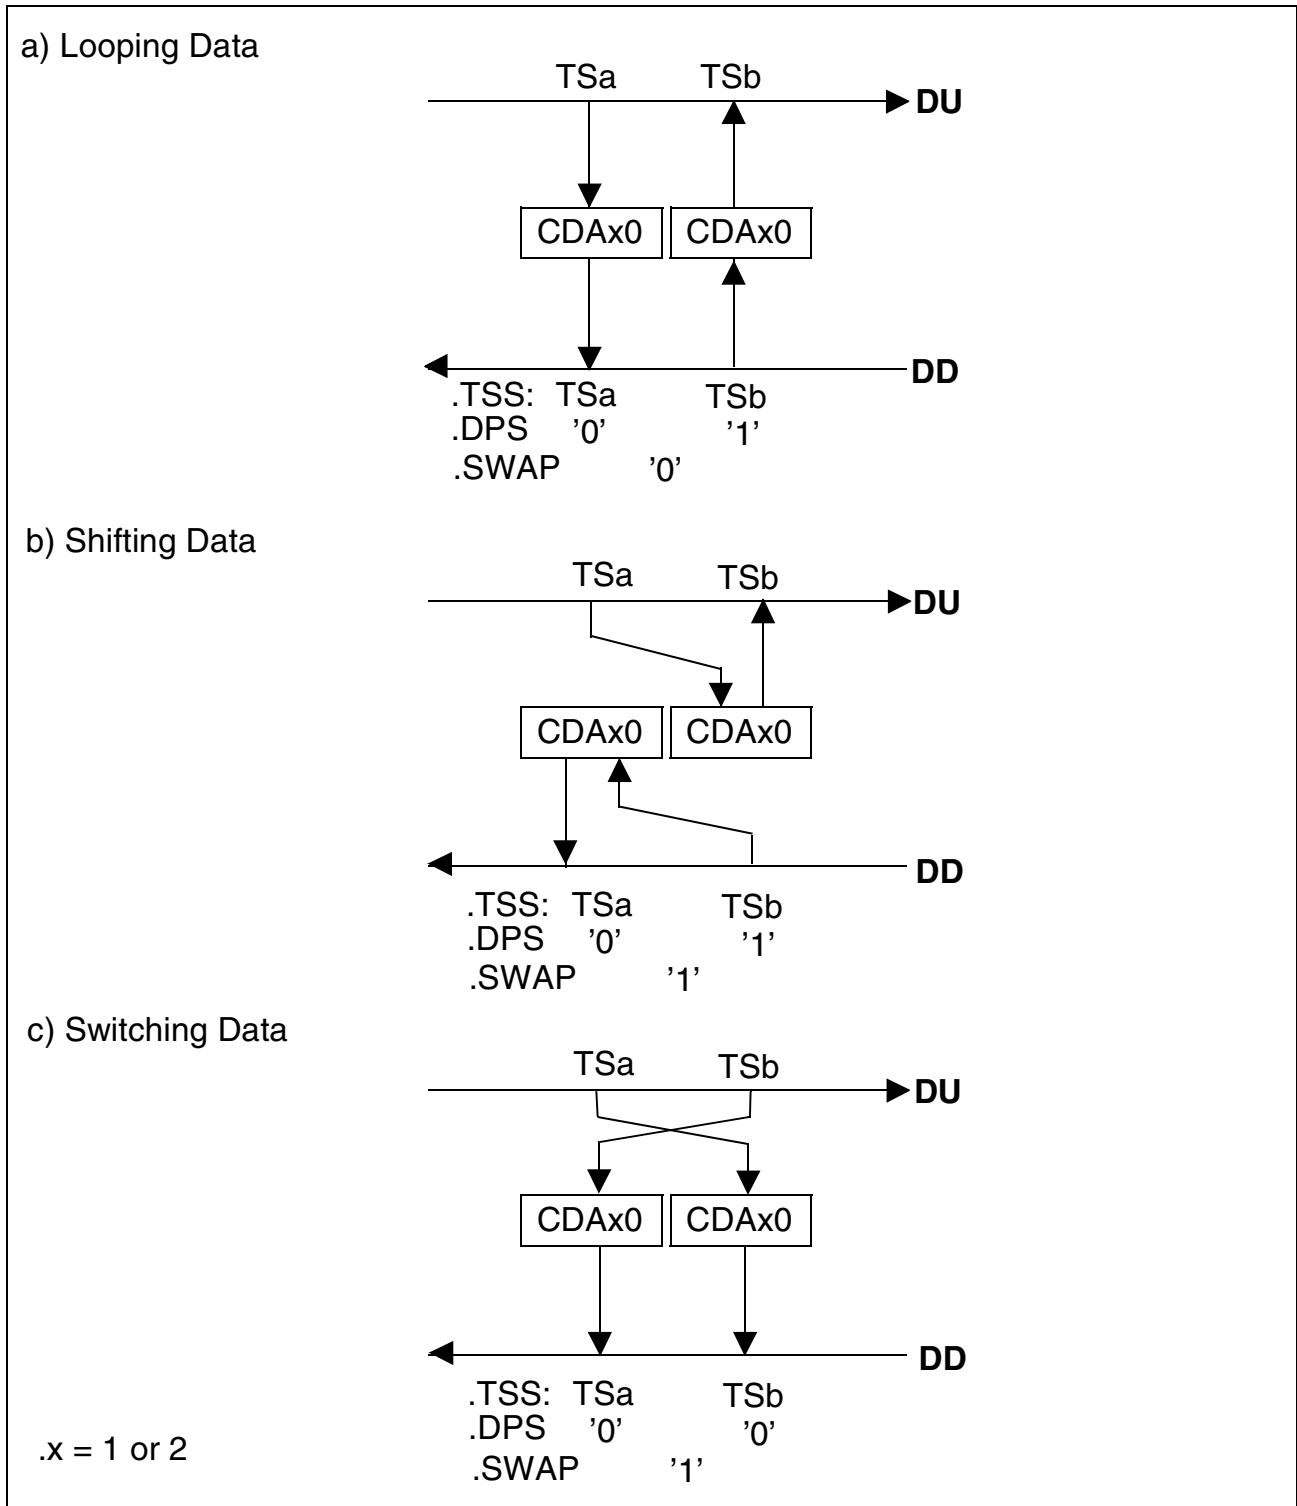 a) Looping Data
TSa TSb
DU
CDAx0 CDAx0
DD
.TSS: TSa TSb
.DPS ’0’ ’1’
.SWAP ’0’
b) Shifting Data
TSa TSb
DU
CDAx0 CDAx0
DD
.TSS: TSa TSb
.DPS ’0’ ’1’
.SWAP ’1’
c) Switching Data
TSa TSb
DU
CDAx0 CDAx0
DD
.TSS: TSa TSb
.DPS ’0’ ’0’
.x = 1 or 2
.SWAP ’1’